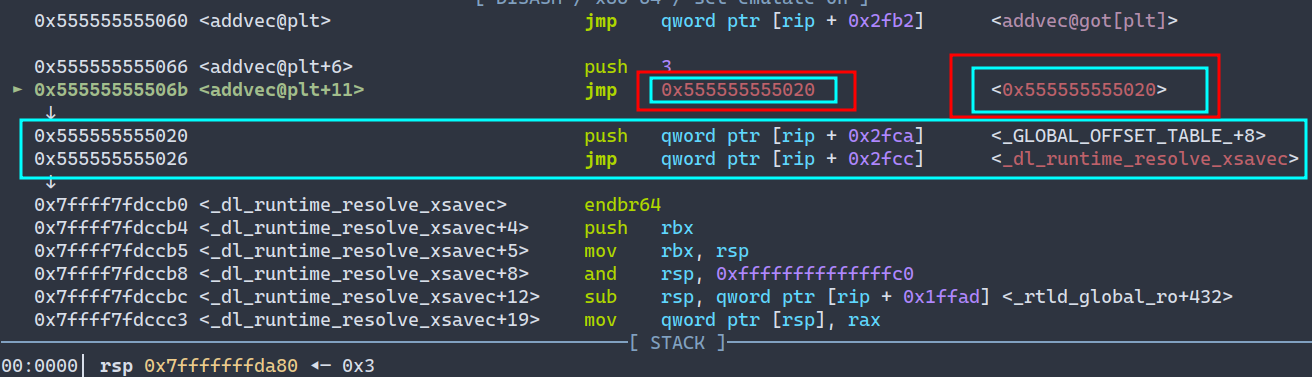 [ DISASM / x86-64 / set emulate on ]
0x555555555060 <addvec@plt> jmp qword ptr [rip + 0x2fb2] <addvec@got[plt]>
0x555555555066 <addvec@plt+6> push 3
► 0x55555555506b <addvec@plt+11> jmp 0x555555555020 <0x555555555020>
↓
0x555555555020 push qword ptr [rip + 0x2fca] <_GLOBAL_OFFSET_TABLE_+8>
0x555555555026 jmp qword ptr [rip + 0x2fcc] <_dl_runtime_resolve_xsavec>
↓
0x7ffff7fdccb0 <_dl_runtime_resolve_xsavec> endbr64
0x7ffff7fdccb4 <_dl_runtime_resolve_xsavec+4> push rbx
0x7ffff7fdccb5 <_dl_runtime_resolve_xsavec+5> mov rbx, rsp
0x7ffff7fdccb8 <_dl_runtime_resolve_xsavec+8> and rsp, 0xffffffffffffffc0
0x7ffff7fdccbc <_dl_runtime_resolve_xsavec+12> sub rsp, qword ptr [rip + 0x1ffad] <_rtld_global_ro+432>
0x7ffff7fdccc3 <_dl_runtime_resolve_xsavec+19> mov qword ptr [rsp], rax
[ STACK ]
00:0000│ rsp 0x7fffffffda80 ◂— 0x3